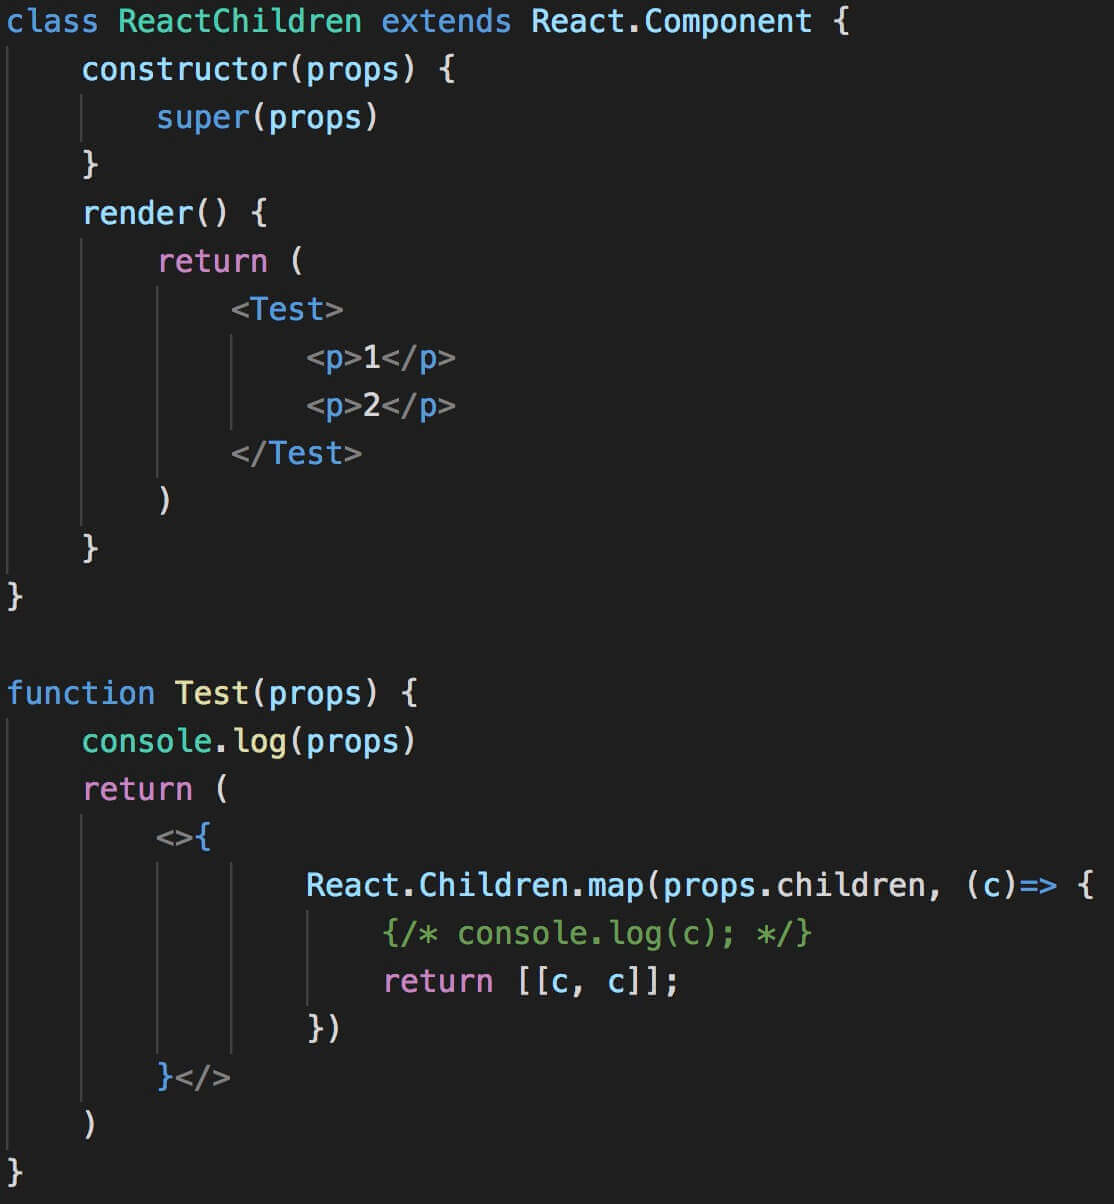 class ReactChildren extends React.Component {
    constructor(props) {
        super(props)
    }
    render() {
        return (
            <Test>
                <p>1</p>
                <p>2</p>
            </Test>
        )
    }
}

function Test(props) {
    console.log(props)
    return (
        <>{
                React.Children.map(props.children, (c)=> {
                    {/* console.log(c); */}
                    return [[c, c]];
                })
        }</>
    )
}